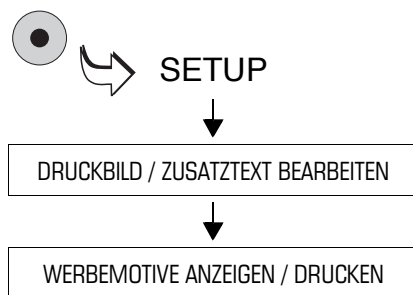 SETUP
DRUCKBILD / ZUSATZTEXT BEARBEITEN
WERBEMOTIVE ANZEIGEN / DRUCKEN